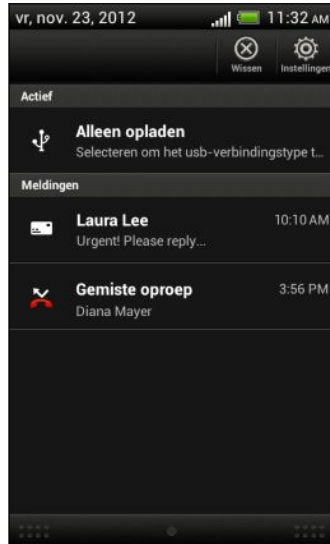 vr, nov. 23, 2012 11:32 AM
Wissen Instellingen
Actief
Alleen opladen
Selecteren om het usb-verbindingstype t...
Meldingen
Laura Lee 10:10 AM
Urgent! Please reply...
Gemiste oproep 3:56 PM
Diana Mayer